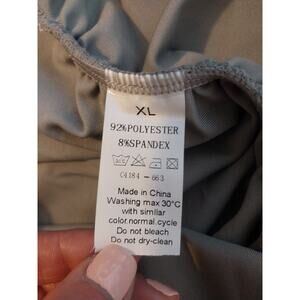 XL
92%POLYESTER
8%SPANDEX
C4184-663
Made in China
Washing max 30°C
with similar
color.normal.cycle
Do not bleach
Do not dry-clean